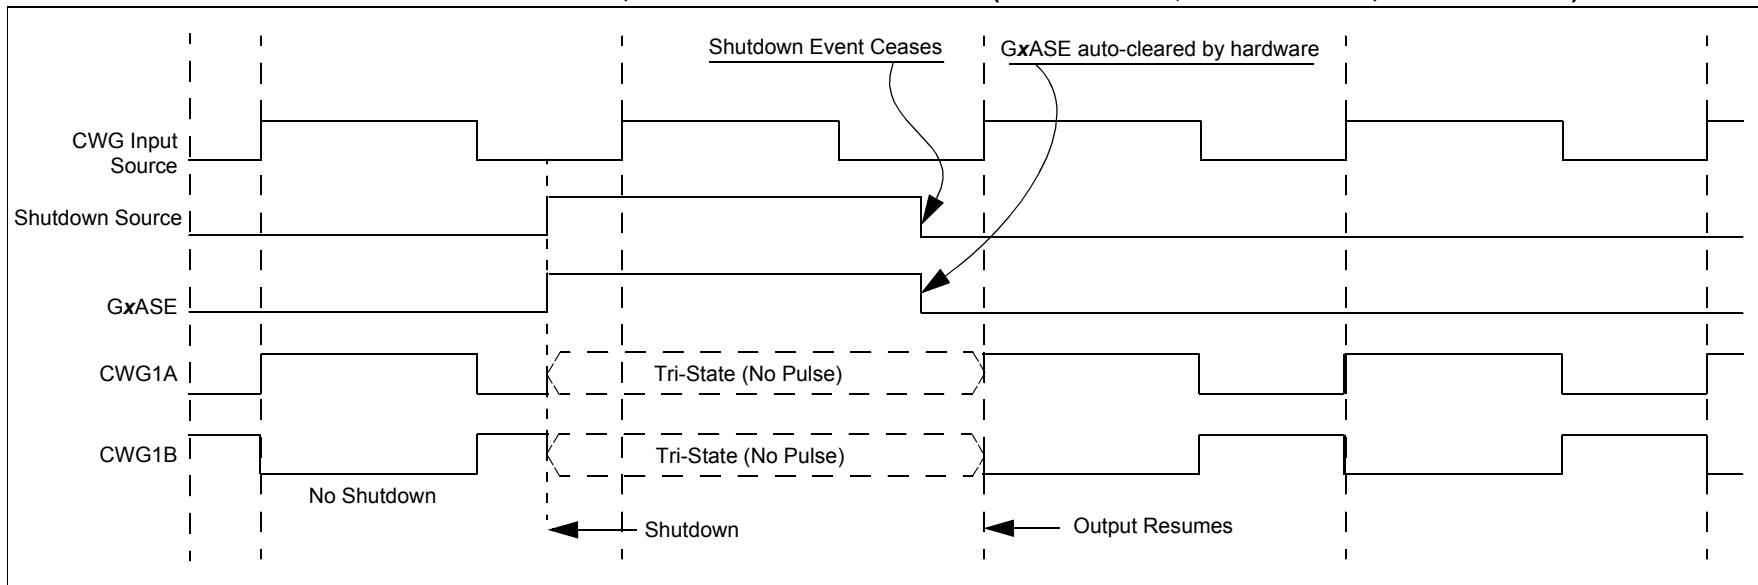 Shutdown Event Ceases
GxASE auto-cleared by hardware
CWG Input
Source
Shutdown Source
GxASE
CWG1A
Tri-State (No Pulse)
CWG1B
Tri-State (No Pulse)
No Shutdown
Shutdown
Output Resumes